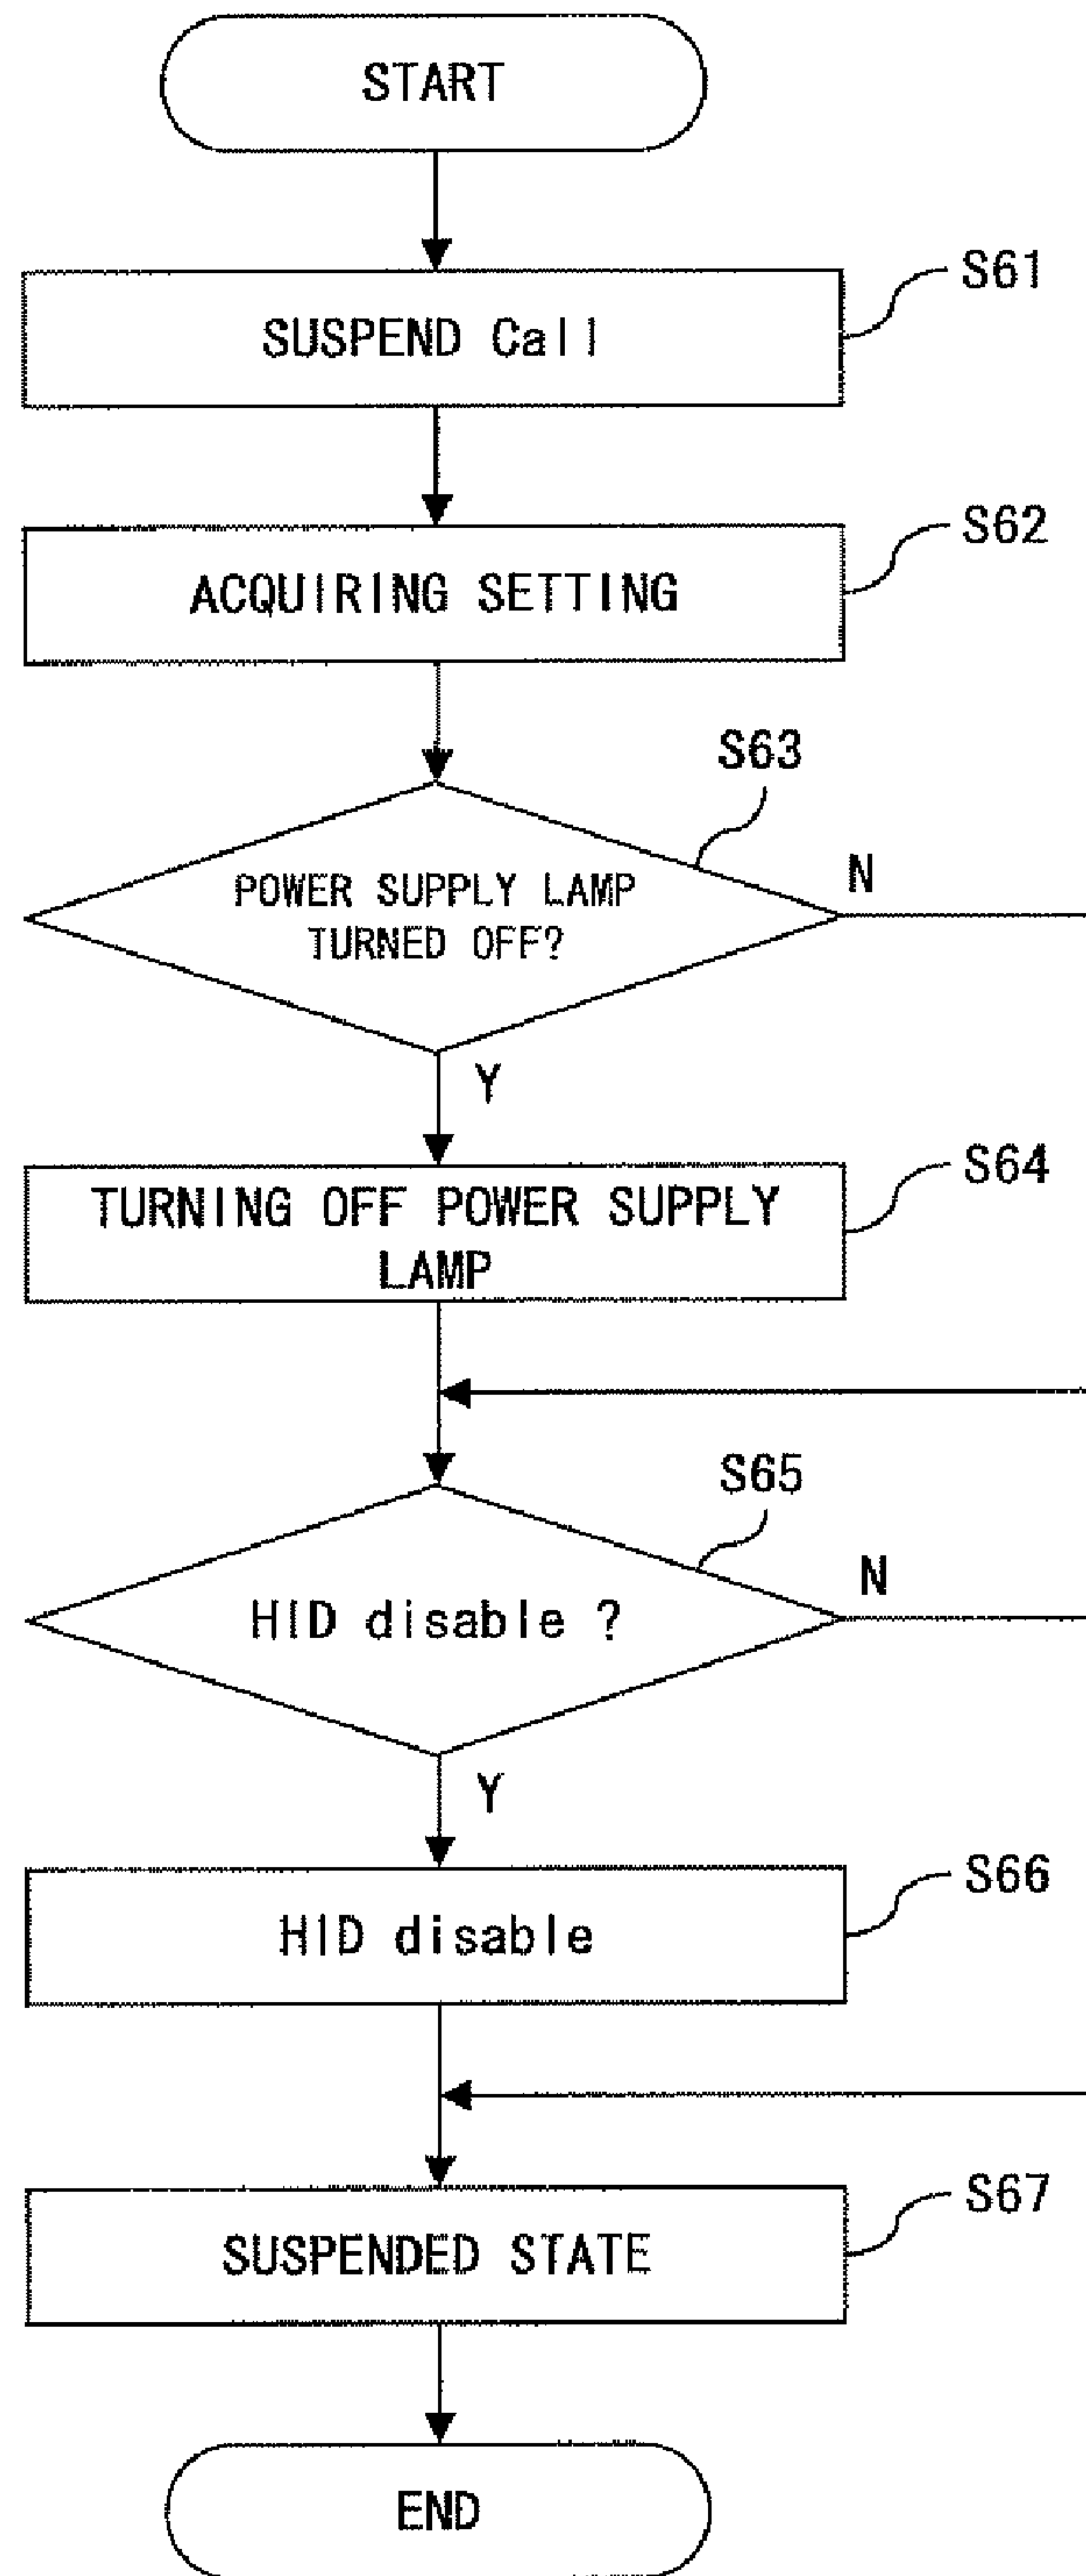 START
S61
SUSPEND Call
S62
ACQUIRING SETTING
S63
N
POWER SUPPLY LAMP
TURNED OFF?
Y
S64
TURNING OFF POWER SUPPLY
LAMP
S65
N
HID disable ?
Y
S66
HID disable
S67
SUSPENDED STATE
END